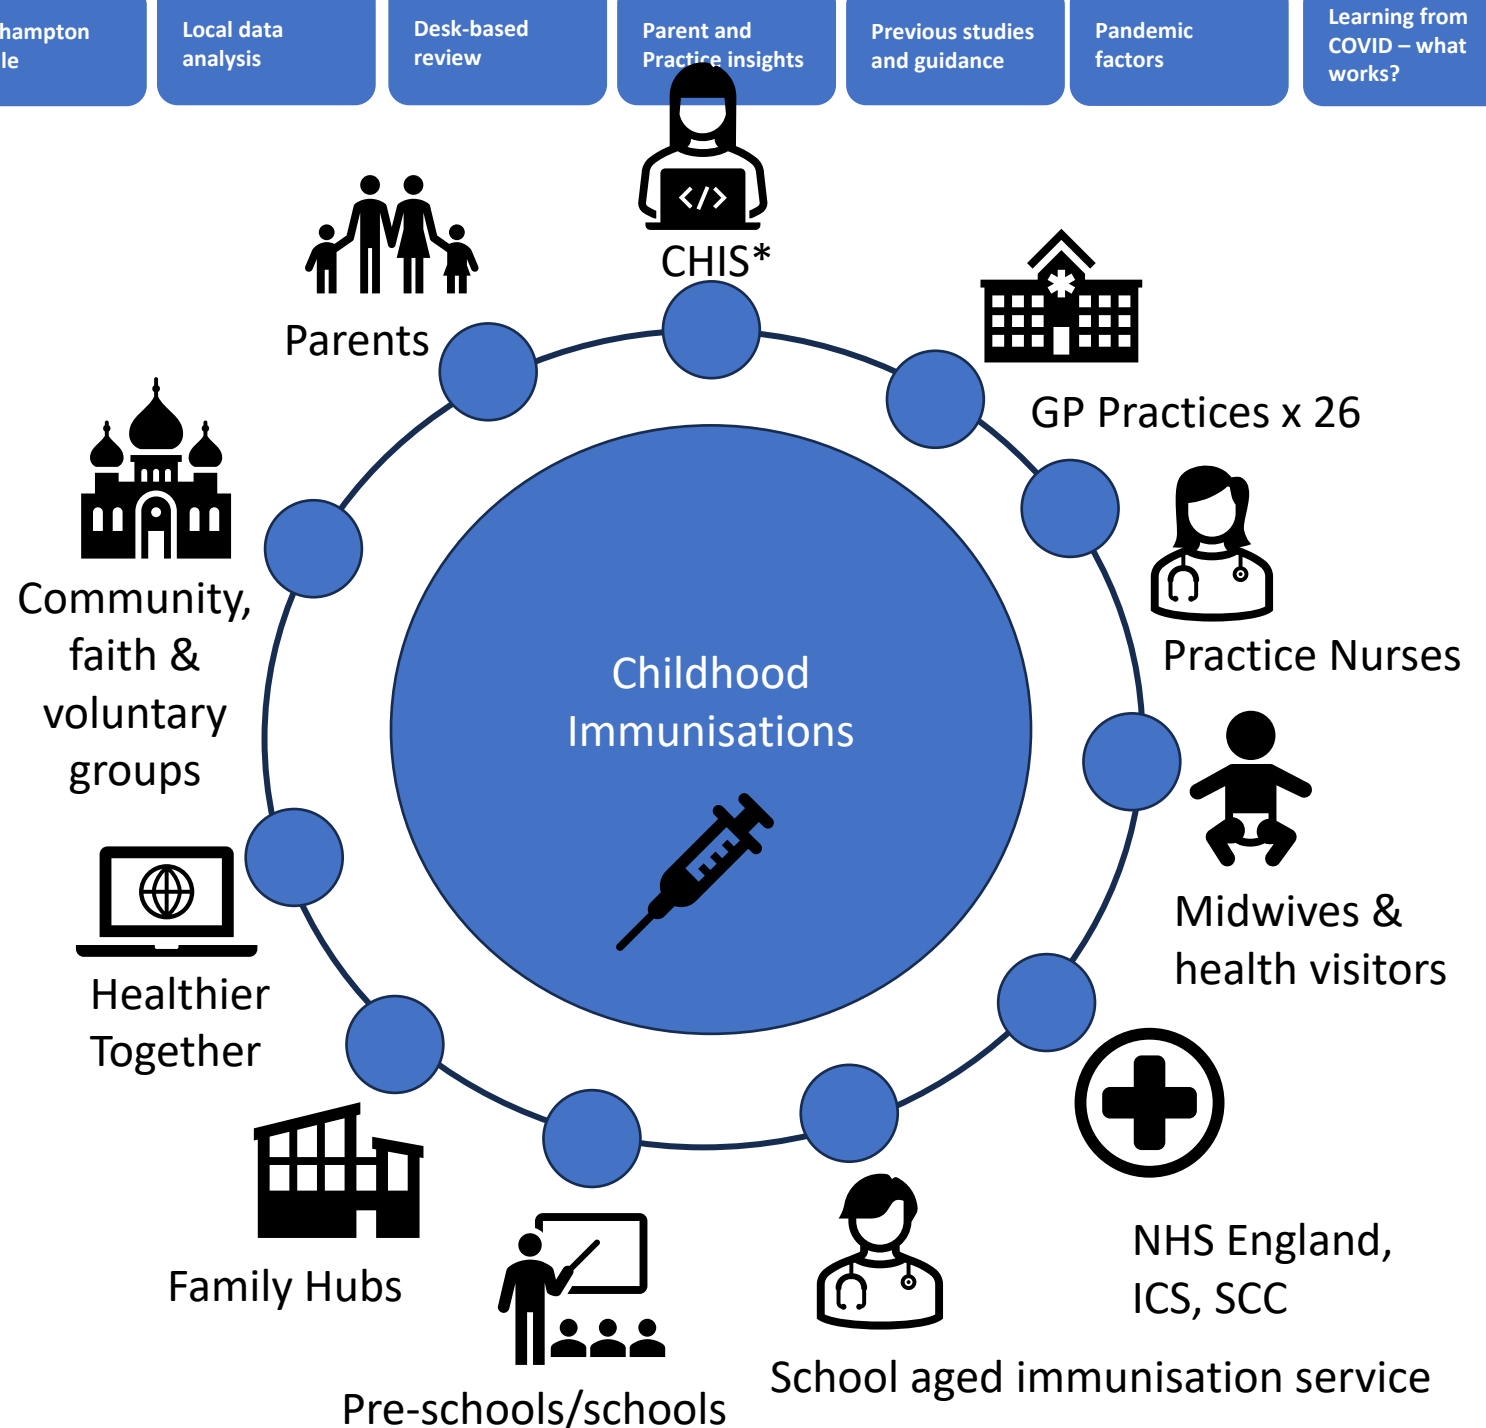 hampton
le
Local data
analysis
Desk-based
review
Parent and
Practice insights
Previous studies
and guidance
Pandemic
factors
Learning from
COVID – what
works?
</>
CHIS*
Parents
GP Practices x 26
Community,
faith &
voluntary
groups
Practice Nurses
Childhood
Immunisations
Midwives &
health visitors
Healthier
Together
NHS England,
ICS, SCC
Family Hubs
School aged immunisation service
Pre-schools/schools